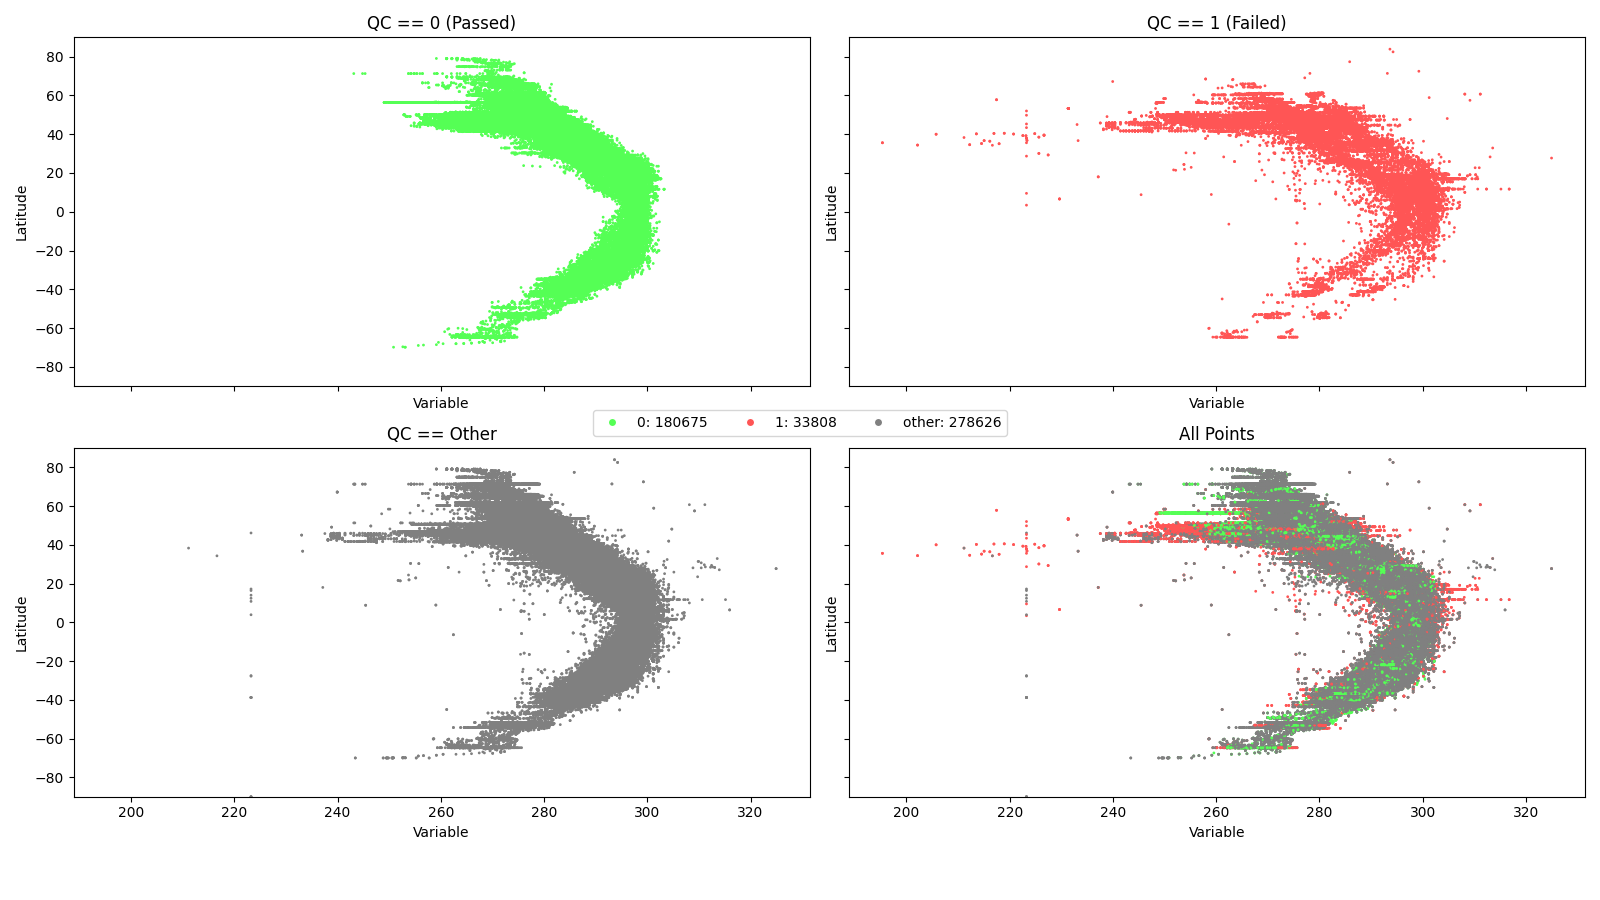 QC == 0 (Passed)
QC == 1 (Failed)
80
60
40
20
0
−20
−40
−60
−80
Latitude
Latitude
Variable
Variable
0: 180675
1: 33808
other: 278626
QC == Other
All Points
80
60
40
20
0
−20
−40
−60
−80
Latitude
Latitude
200
220
240
260
280
300
320
200
220
240
260
280
300
320
Variable
Variable